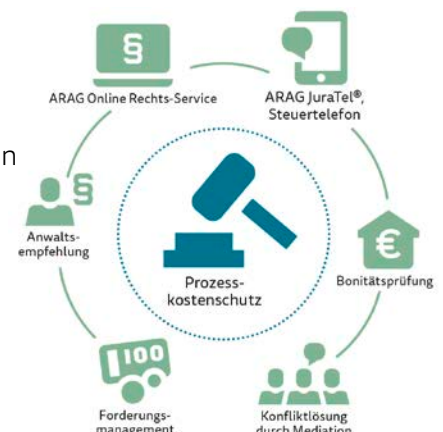 §
ARAG Online Rechts-Service
ARAG JuraTel®,
Steuertelefon
n
§
Anwalts-
empfehlung
€
Bonitätsprüfung
Prozess-
kostenschutz
100
Forderungs-
management
Konfliktlösung
durch Mediation